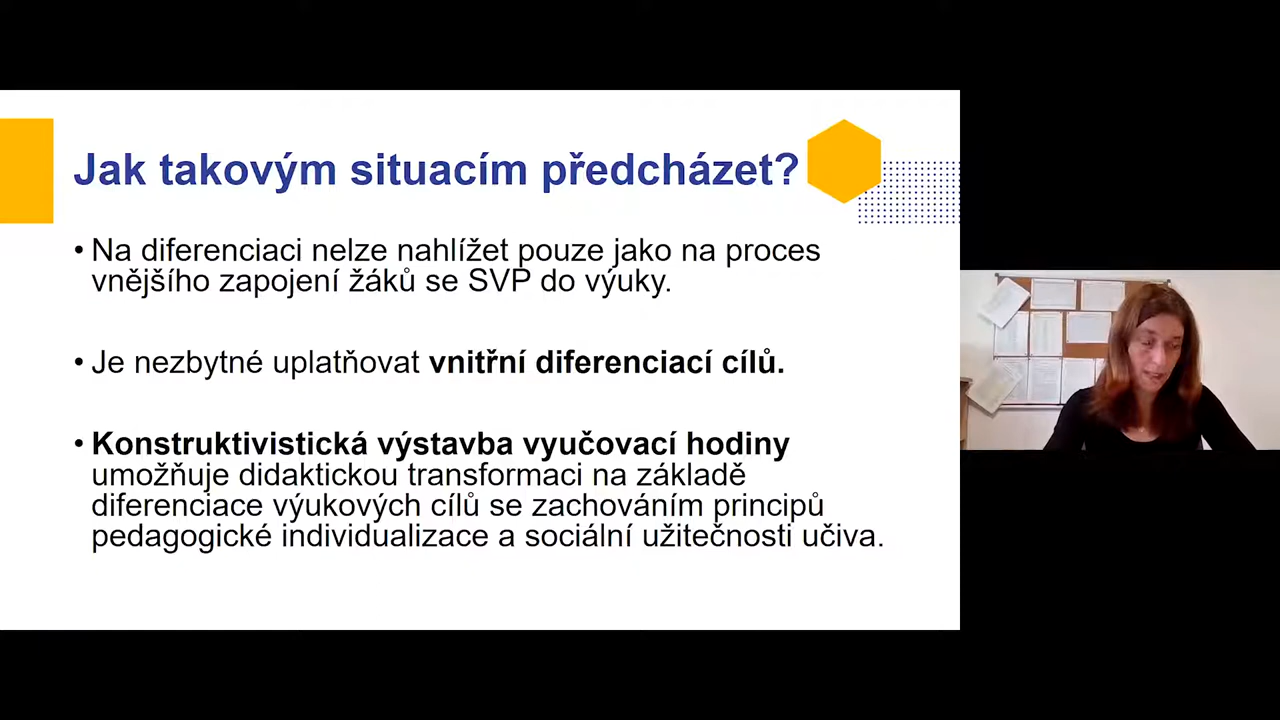 Jak takovým situacím předcházet?
• Na diferenciaci nelze nahlížet pouze jako na proces
vnějšího zapojení žáků se SVP do výuky.
• Je nezbytné uplatňovat vnitřní diferenciací cílů.
• Konstruktivistická výstavba vyučovací hodiny
umožňuje didaktickou transformaci na základě
diferenciace výukových cílů se zachováním principů
pedagogické individualizace a sociální užitečnosti učiva.